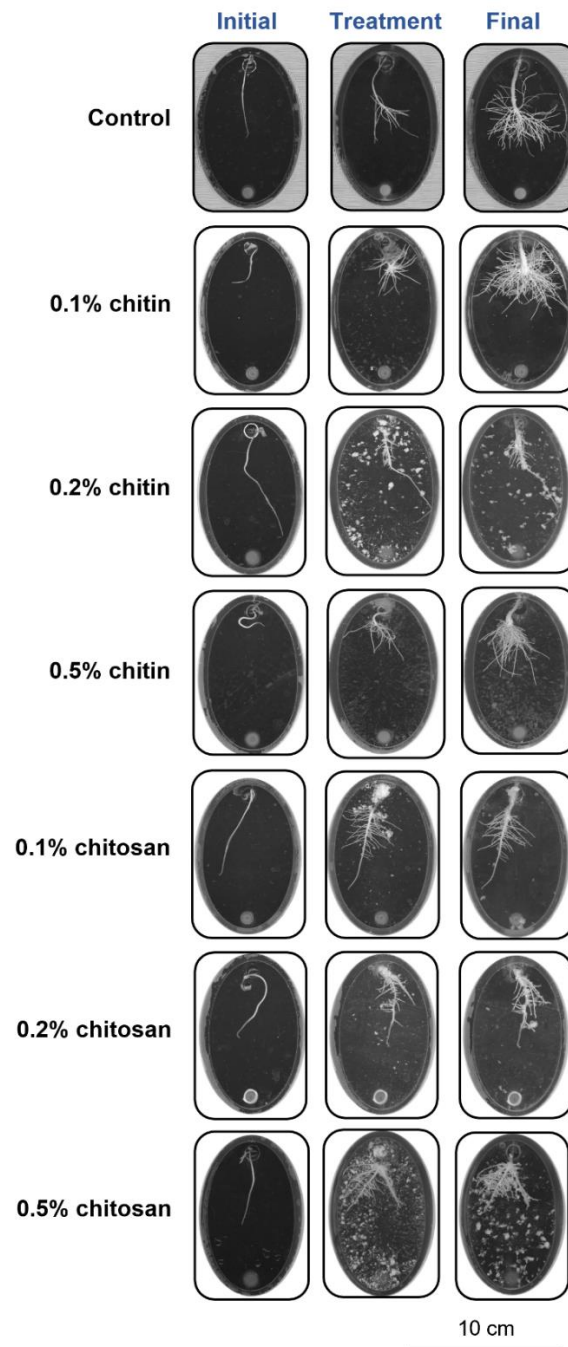 Initial Treatment Final
Control
0.1% chitin
0.2% chitin
0.5% chitin
0.1% chitosan
0.2% chitosan
0.5% chitosan
10 cm